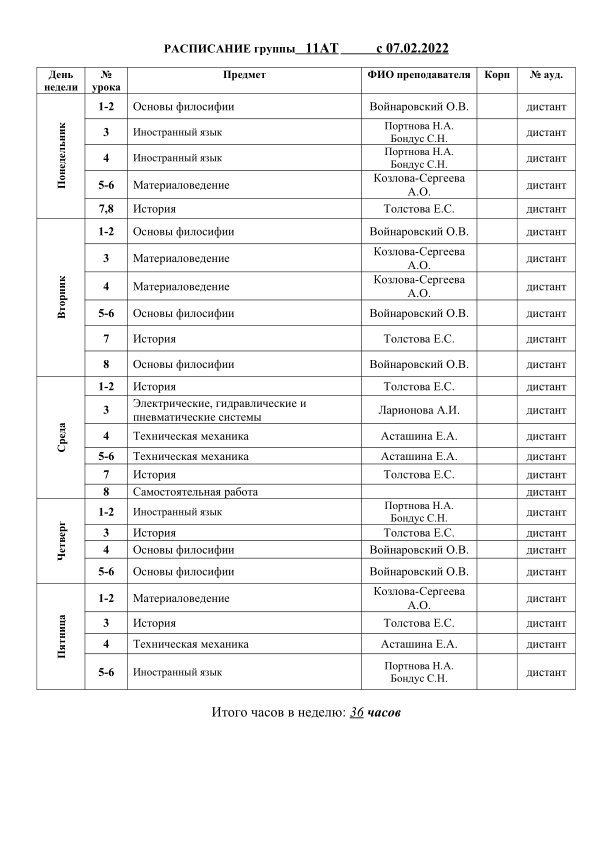 РАСПИСАНИЕ группы 11АТ с 07.02.2022
День недели № урока Предмет ФИО преподавателя Корп № ауд.
Понедельник
1-2 Основы философии Войнаровский О.В. дистант
3 Иностранный язык Портнова Н.А. Бондус С.Н. дистант
4 Иностранный язык Портнова Н.А. Бондус С.Н. дистант
5-6 Материаловедение Козлова-Сергеева А.О. дистант
7,8 История Толстова Е.С. дистант
Вторник
1-2 Основы философии Войнаровский О.В. дистант
3 Материаловедение Козлова-Сергеева А.О. дистант
4 Материаловедение Козлова-Сергеева А.О. дистант
5-6 Основы философии Войнаровский О.В. дистант
7 История Толстова Е.С. дистант
8 Основы философии Войнаровский О.В. дистант
Среда
1-2 История Толстова Е.С. дистант
3 Электрические, гидравлические и пневматические системы Ларионова А.И. дистант
4 Техническая механика Асташина Е.А. дистант
5-6 Техническая механика Асташина Е.А. дистант
7 История Толстова Е.С. дистант
8 Самостоятельная работа дистант
Четверг
1-2 Иностранный язык Портнова Н.А. Бондус С.Н. дистант
3 История Толстова Е.С. дистант
4 Основы философии Войнаровский О.В. дистант
5-6 Основы философии Войнаровский О.В. дистант
Пятница
1-2 Материаловедение Козлова-Сергеева А.О. дистант
3 История Толстова Е.С. дистант
4 Техническая механика Асташина Е.А. дистант
5-6 Иностранный язык Портнова Н.А. Бондус С.Н. дистант
Итого часов в неделю: 36 часов